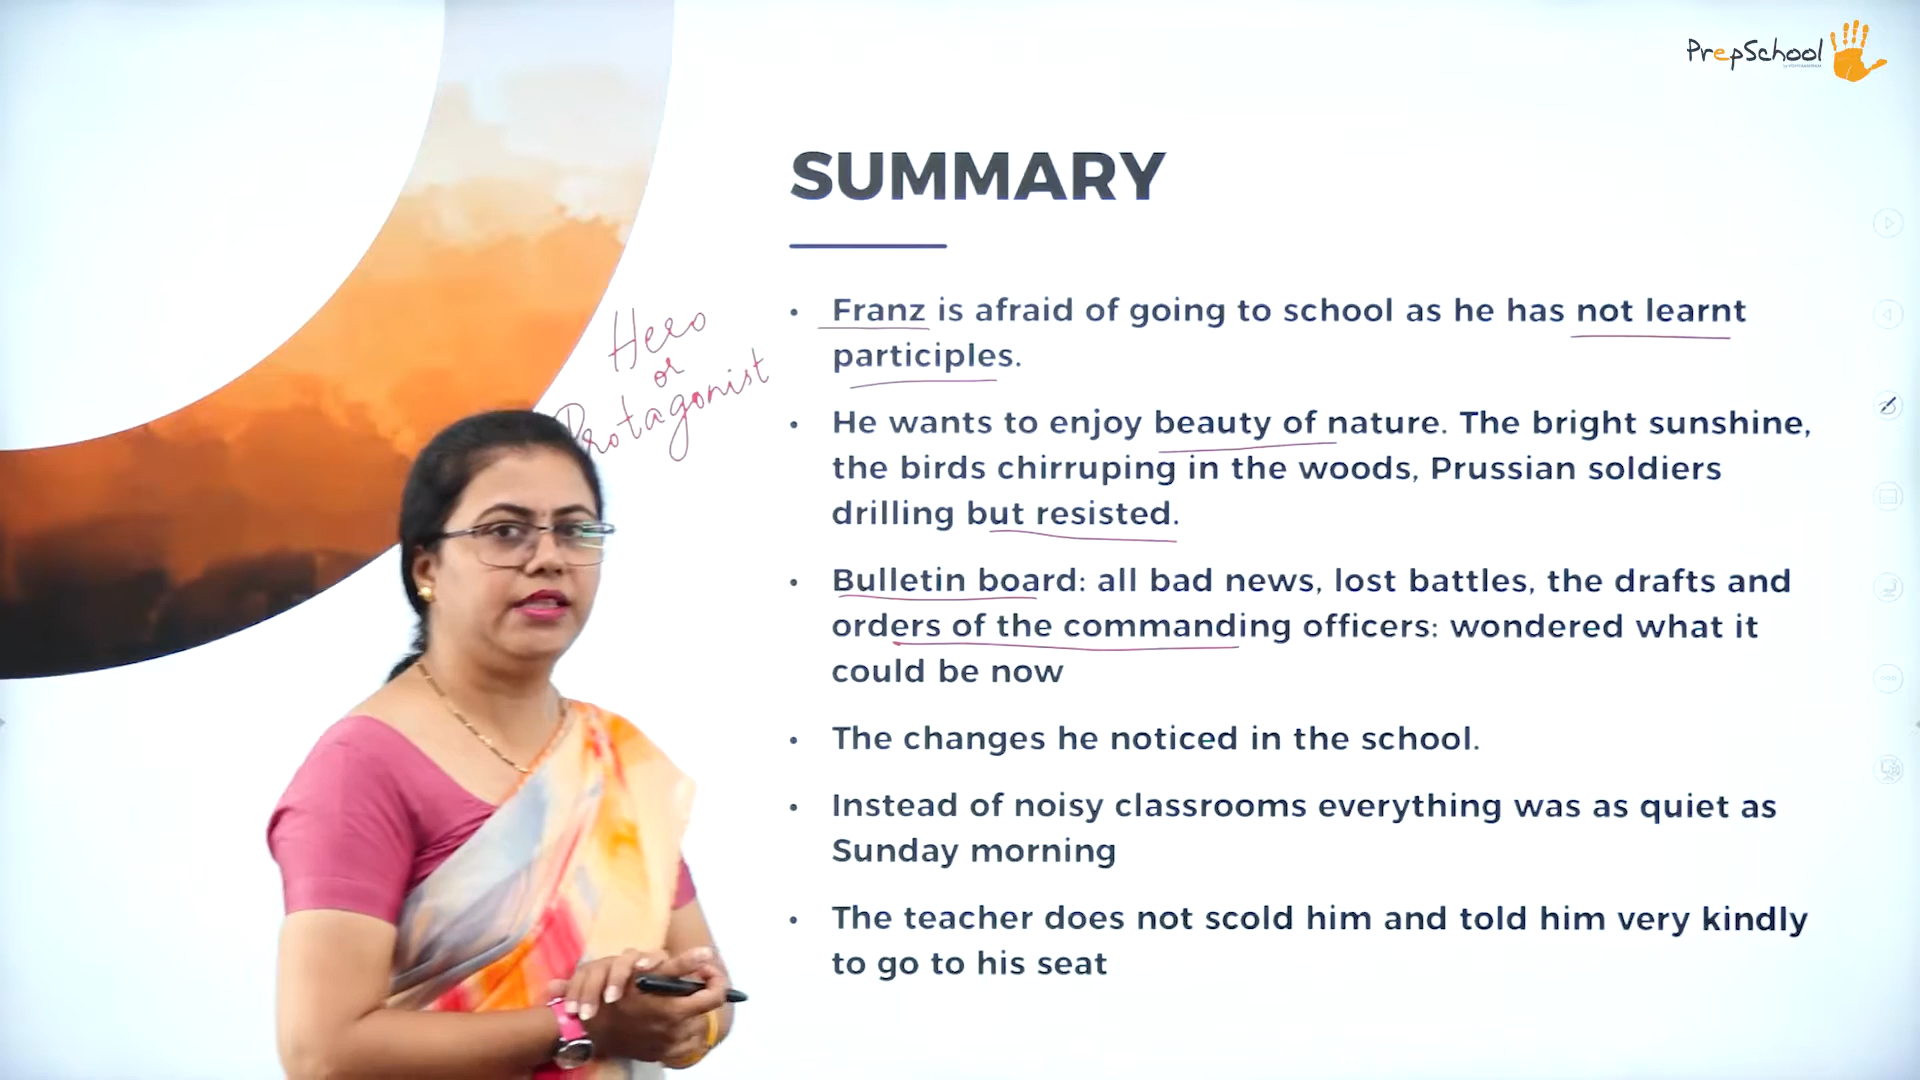 PrepSchool
SUMMARY
Hero
or
Protagonist
• Franz is afraid of going to school as he has not learnt
participles.
• He wants to enjoy beauty of nature. The bright sunshine,
the birds chirruping in the woods, Prussian soldiers
drilling but resisted.
• Bulletin board: all bad news, lost battles, the drafts and
orders of the commanding officers: wondered what it
could be now
• The changes he noticed in the school.
• Instead of noisy classrooms everything was as quiet as
Sunday morning
• The teacher does not scold him and told him very kindly
to go to his seat